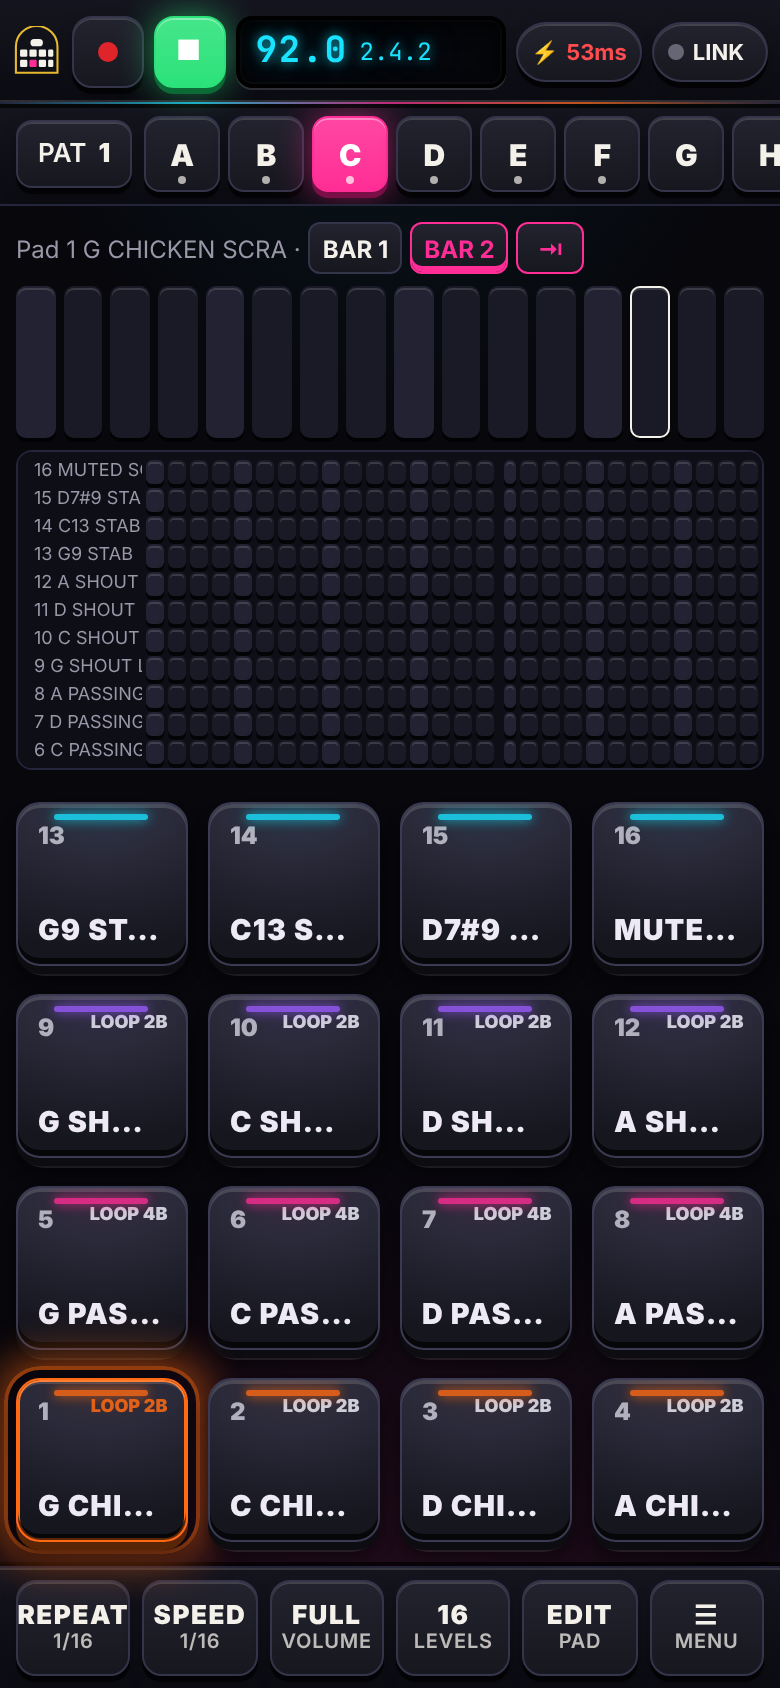 92.0 2.4.2 ⚡ 53ms LINK
PAT 1 A B C D E F G H
Pad 1 G CHICKEN SCRA · BAR 1 BAR 2 ⇥
16 MUTED SC
15 D7#9 STA
14 C13 STAB
13 G9 STAB
12 A SHOUT
11 D SHOUT
10 C SHOUT
9 G SHOUT L
8 A PASSING
7 D PASSING
6 C PASSING
13 14 15 16
G9 ST... C13 S... D7#9 ... MUTE...
9 LOOP 2B 10 LOOP 2B 11 LOOP 2B 12 LOOP 2B
G SH... C SH... D SH... A SH...
5 LOOP 4B 6 LOOP 4B 7 LOOP 4B 8 LOOP 4B
G PAS... C PAS... D PAS... A PAS...
1 LOOP 2B 2 LOOP 2B 3 LOOP 2B 4 LOOP 2B
G CHI... C CHI... D CHI... A CHI...
REPEAT SPEED FULL 16 EDIT ☰
1/16 1/16 VOLUME LEVELS PAD MENU